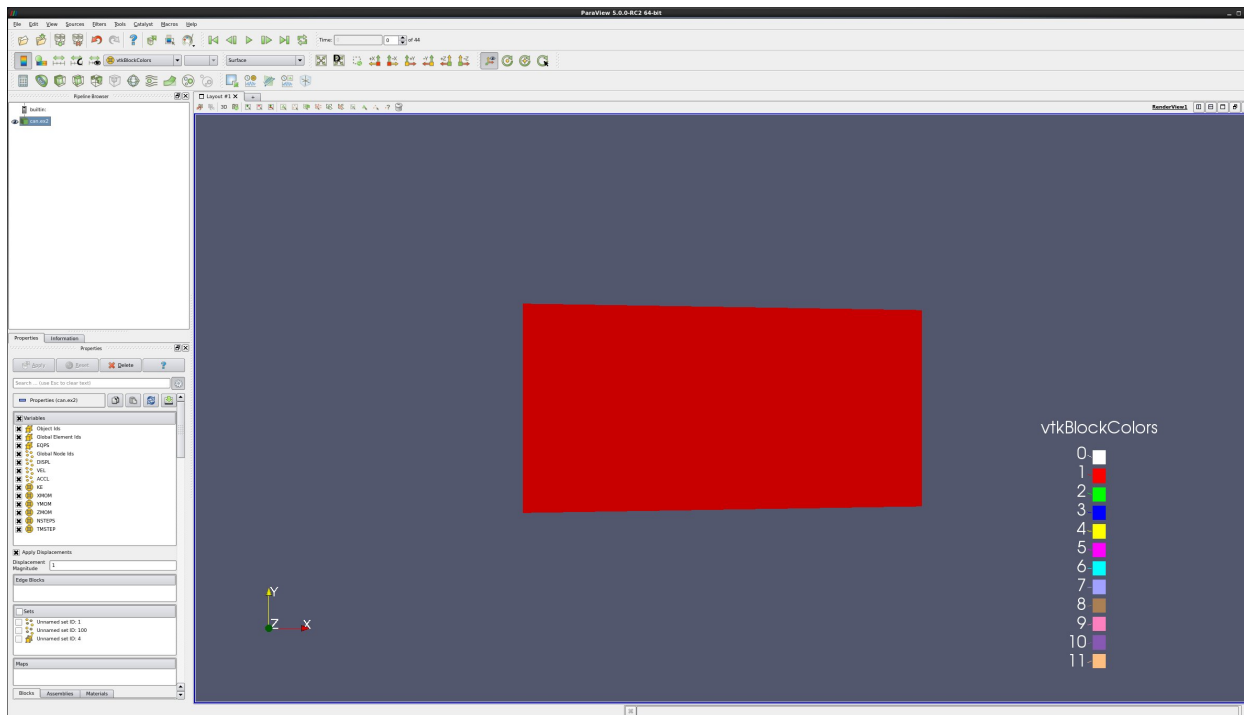 ParaView 5.0.0-RC2 64-bit
File Edit View Sources Filters Tools Catalyst Macros Help
Time: 0 of 44
vtkBlockColors Surface
Pipeline Browser
Layout #1
builtin:
3D
RenderView1
can.ex2
Properties Information
Properties
Apply Reset Delete ?
Search ... (use Esc to clear text)
Properties (can.ex2)
Variables
Object Ids
Global Element Ids
EQPS
Global Node Ids
DISPL
VEL
ACCL
KE
XMOM
YMOM
ZMOM
NSTEPS
TMSTEP
Apply Displacements
Displacement
Magnitude 1
Edge Blocks
Sets
Unnamed set ID: 1
Unnamed set ID: 100
Unnamed set ID: 4
Maps
Blocks Assemblies Materials
Y
Z X
vtkBlockColors
0
1
2
3
4
5
6
7
8
9
10
11